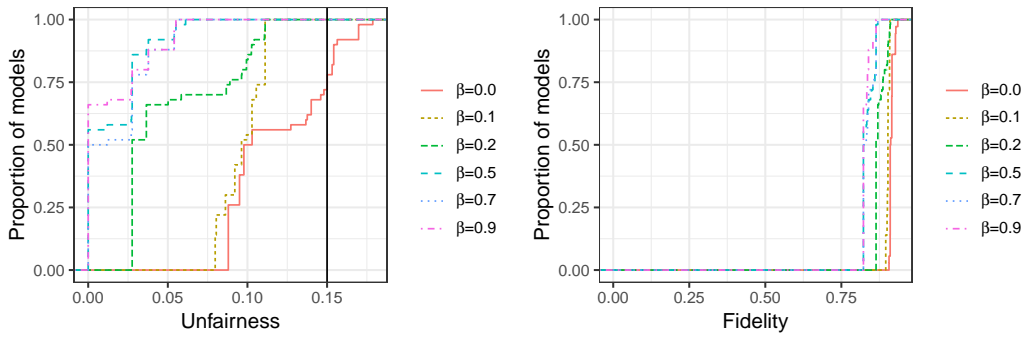 Proportion of models
1.00
0.75
0.50
0.25
0.00
0.00
0.05
0.10
0.15
Unfairness
β=0.0
β=0.1
β=0.2
β=0.5
β=0.7
β=0.9
Proportion of models
1.00
0.75
0.50
0.25
0.00
0.00
0.25
0.50
0.75
Fidelity
β=0.0
β=0.1
β=0.2
β=0.5
β=0.7
β=0.9